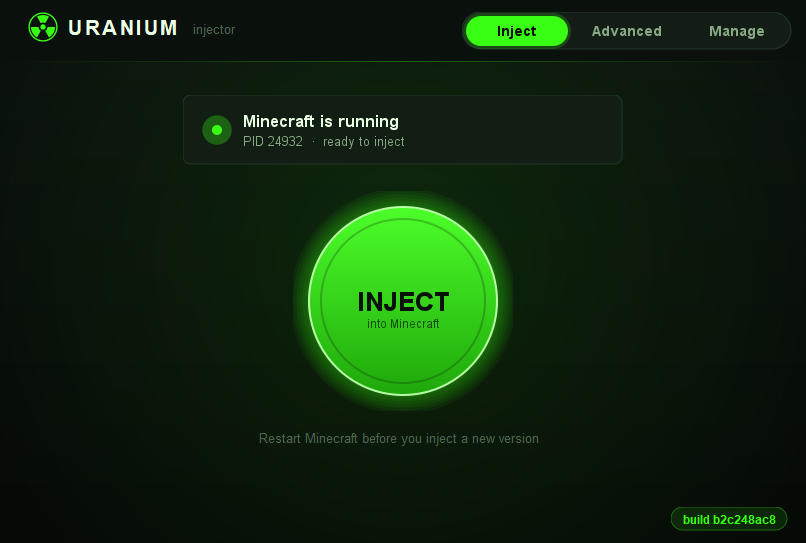 URANIUM injector
Inject Advanced Manage
Minecraft is running
PID 24932 · ready to inject
INJECT
into Minecraft
Restart Minecraft before you inject a new version
build b2c248ac8